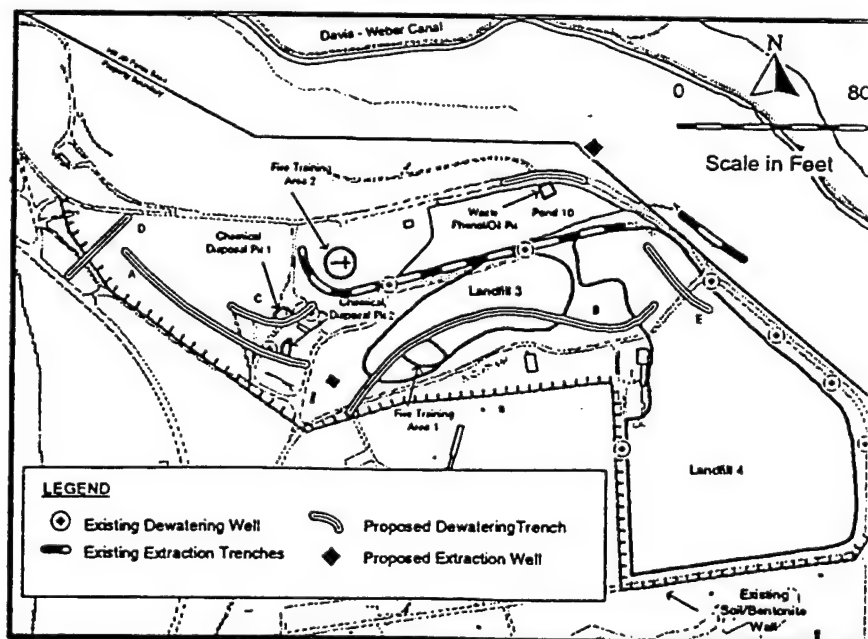 Davis - Weber Canal
N
0
80
Scale in Feet
Property Boundary
Fire Training
Area 2
Waste
Phenol/Oil Pit
Pond 10
D
Chemical
Disposal Pit 1
A
C
Chemical
Disposal Pit 2
Landfill 3
B
E
Fire Training
Area 1
Landfill 4
LEGEND
Existing Dewatering Well
Proposed Dewatering Trench
Existing Extraction Trenches
Proposed Extraction Well
Existing
Soil/Bentonite
Wall